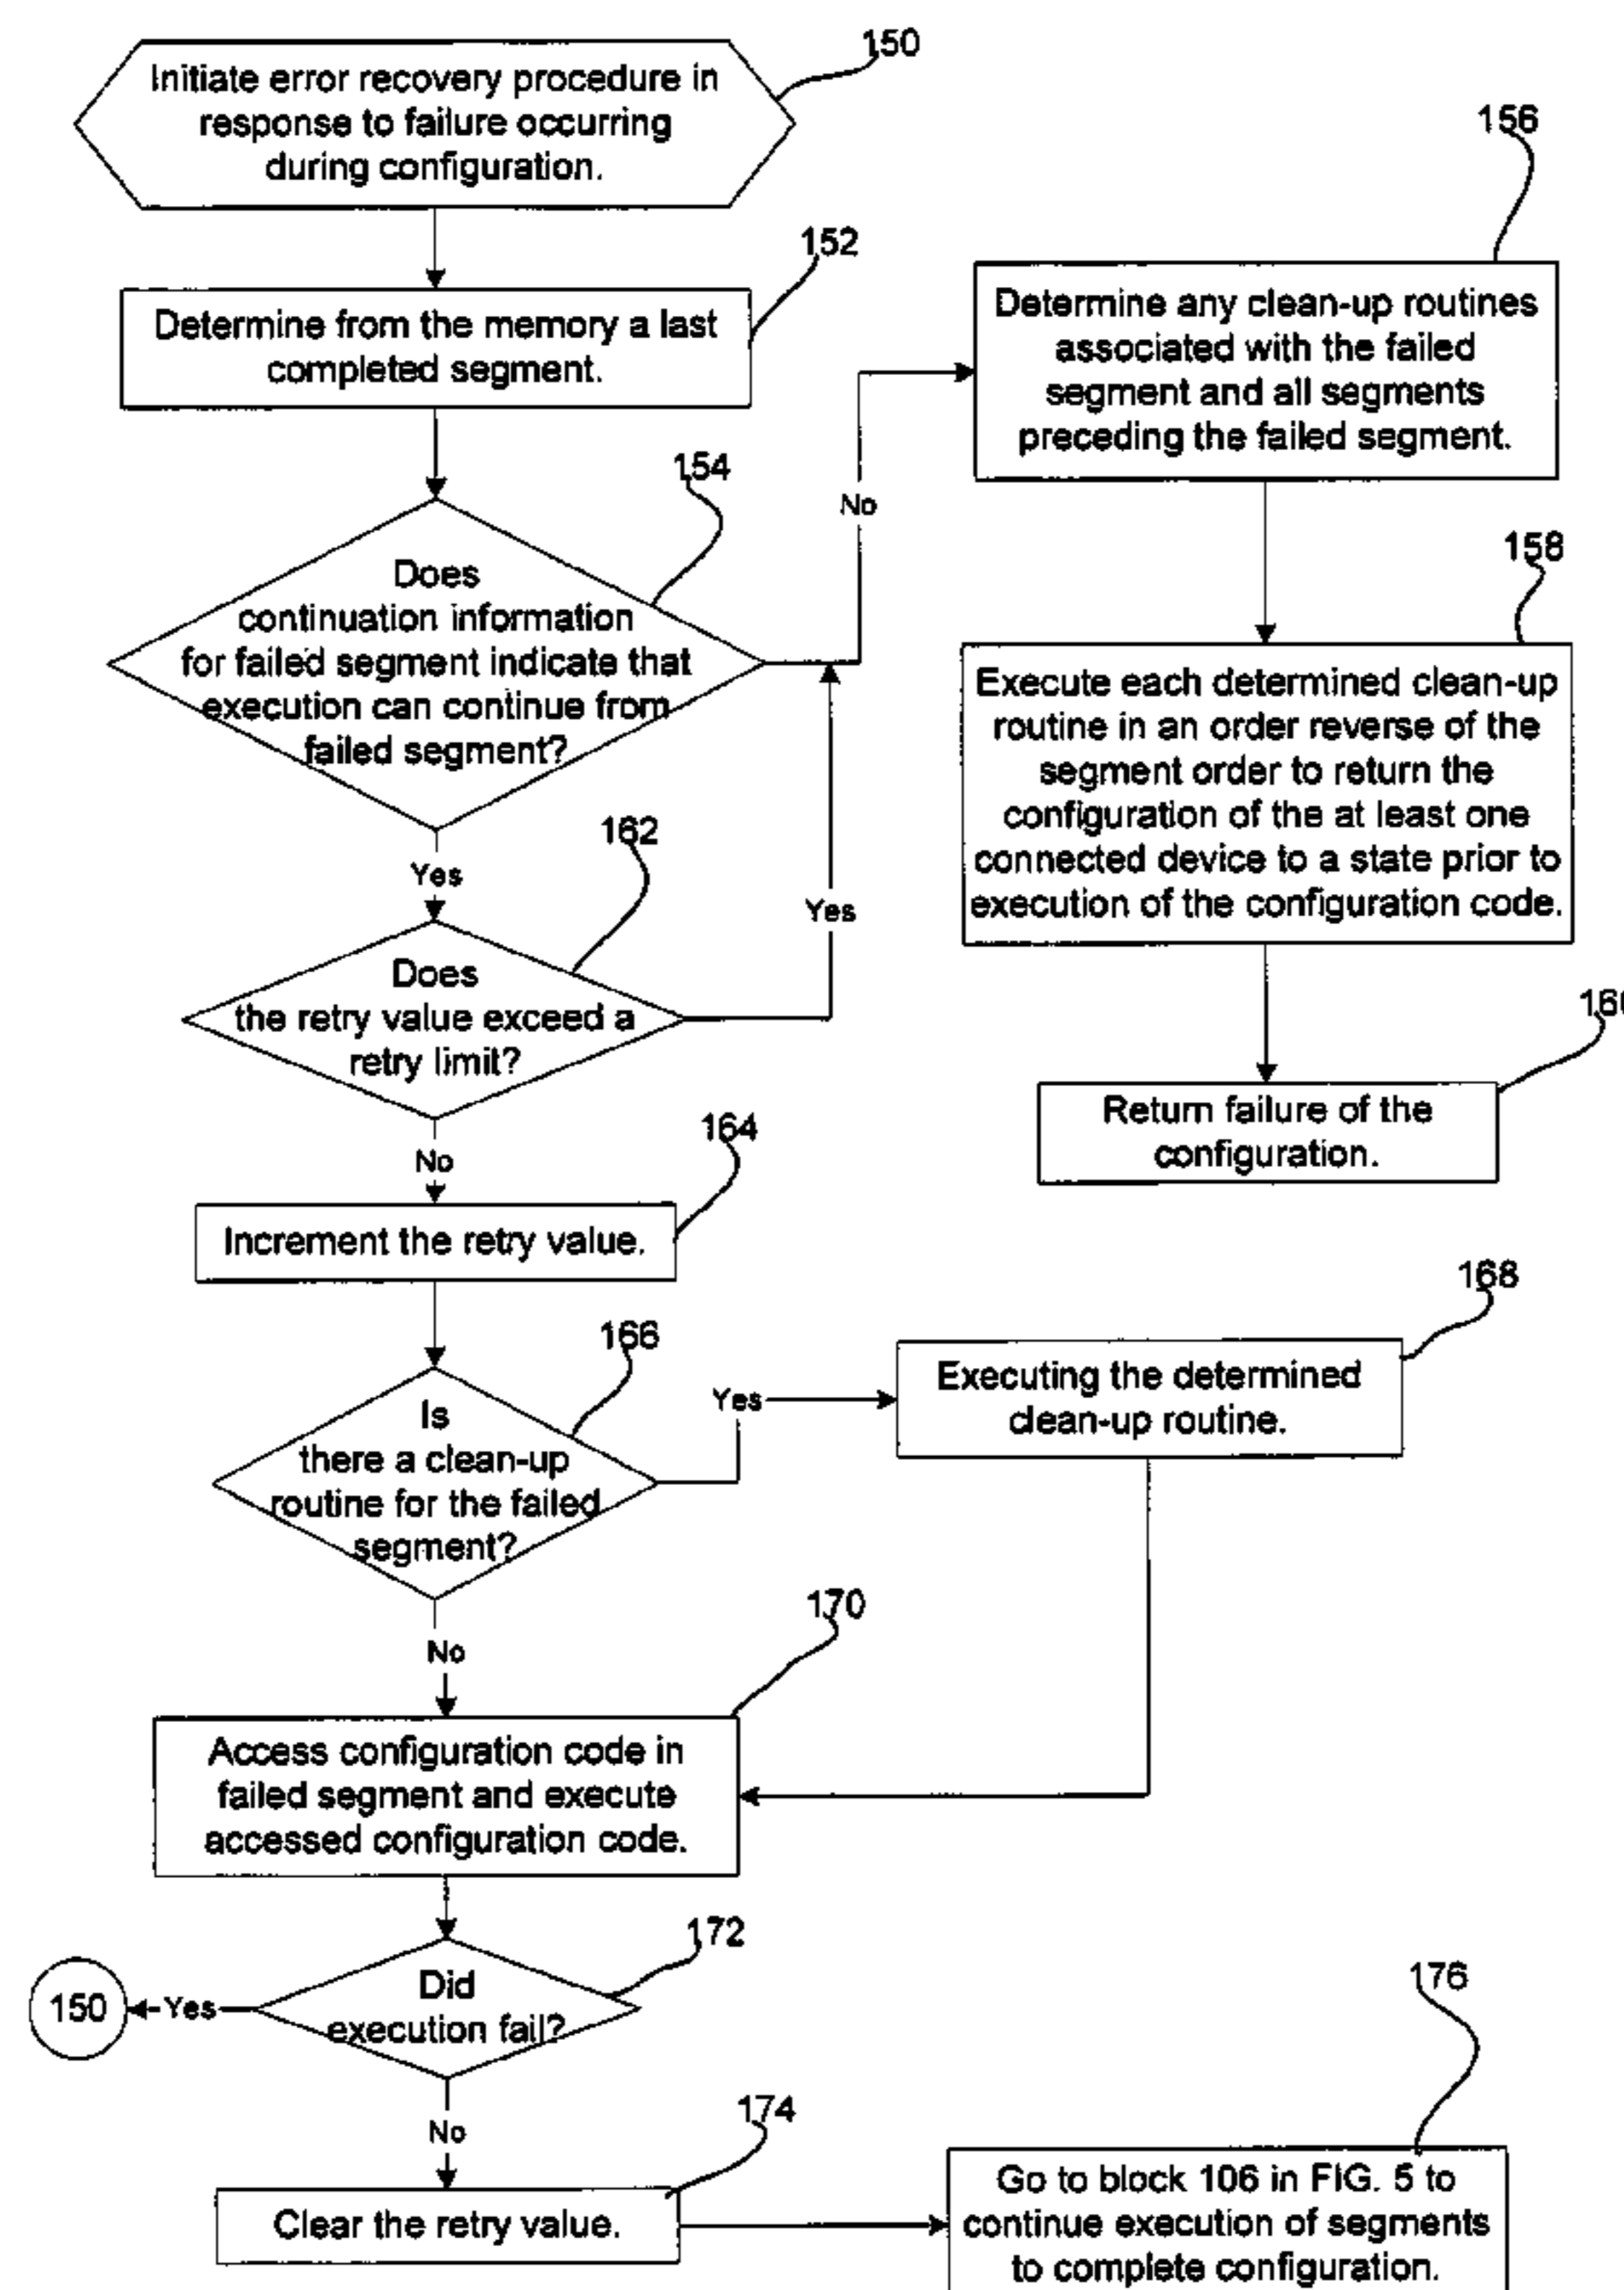 150
Initiate error recovery procedure in
response to failure occurring
during configuration.
152
Determine from the memory a last
completed segment.
154
Does
continuation information
for failed segment indicate that
execution can continue from
failed segment?
No
Yes
156
Determine any clean-up routines
associated with the failed
segment and all segments
preceding the failed segment.
158
Execute each determined clean-up
routine in an order reverse of the
segment order to return the
configuration of the at least one
connected device to a state prior to
execution of the configuration code.
Return failure of the
configuration.
162
Does
the retry value exceed a
retry limit?
Yes
No
164
Increment the retry value.
166
Is
there a clean-up
routine for the failed
segment?
Yes
No
168
Executing the determined
clean-up routine.
170
Access configuration code in
failed segment and execute
accessed configuration code.
172
Did
execution fail?
Yes
150
No
174
Clear the retry value.
176
Go to block 106 in FIG. 5 to
continue execution of segments
to complete configuration.